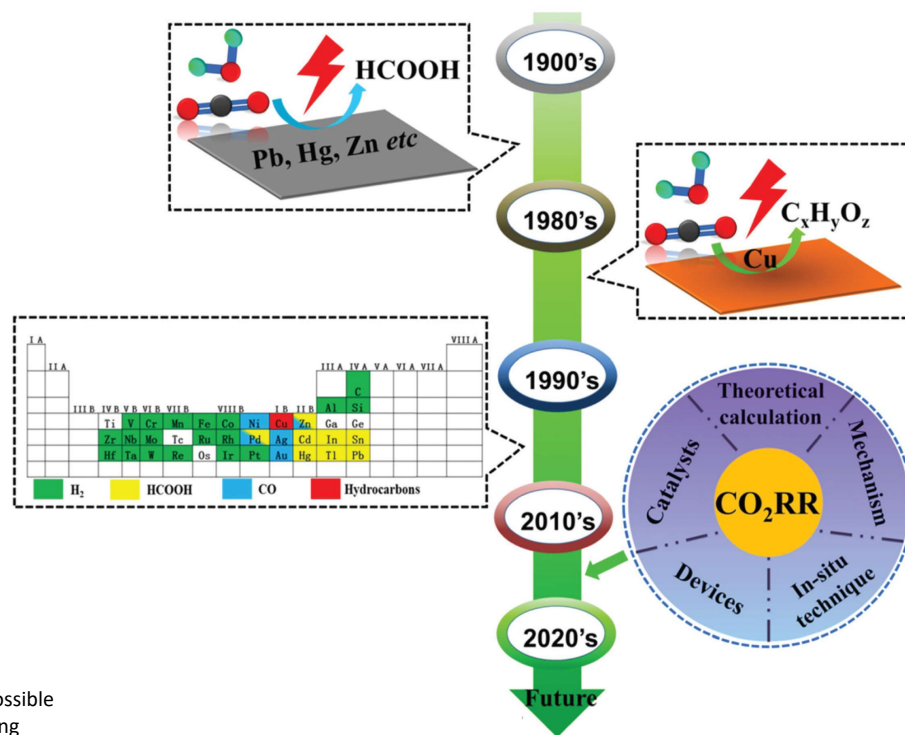 1900's
HCOOH
Pb, Hg, Zn etc
1980's
CxHyOz
Cu
1990's
I A
VIII A
II A
III A IV A V A VI A VII A
C
III B IV B V B VI B VII B VIII B I B II B
Al Si
Ti V Cr Mn Fe Co Ni Cu Zn Ga Ge
Zr Nb Mo Tc Ru Rh Pd Ag Cd In Sn
Hf Ta W Re Os Ir Pt Au Hg Tl Pb
H2 HCOOH CO Hydrocarbons
Theoretical
calculation
Mechanism
Catalysts
CO2RR
2010's
Devices
In-situ
technique
2020's
Future
ossible
ng